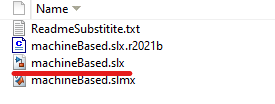 Name
ReadmeSubstitite.txt
machineBased.slx.r2021b
machineBased.slx
machineBased.slmx